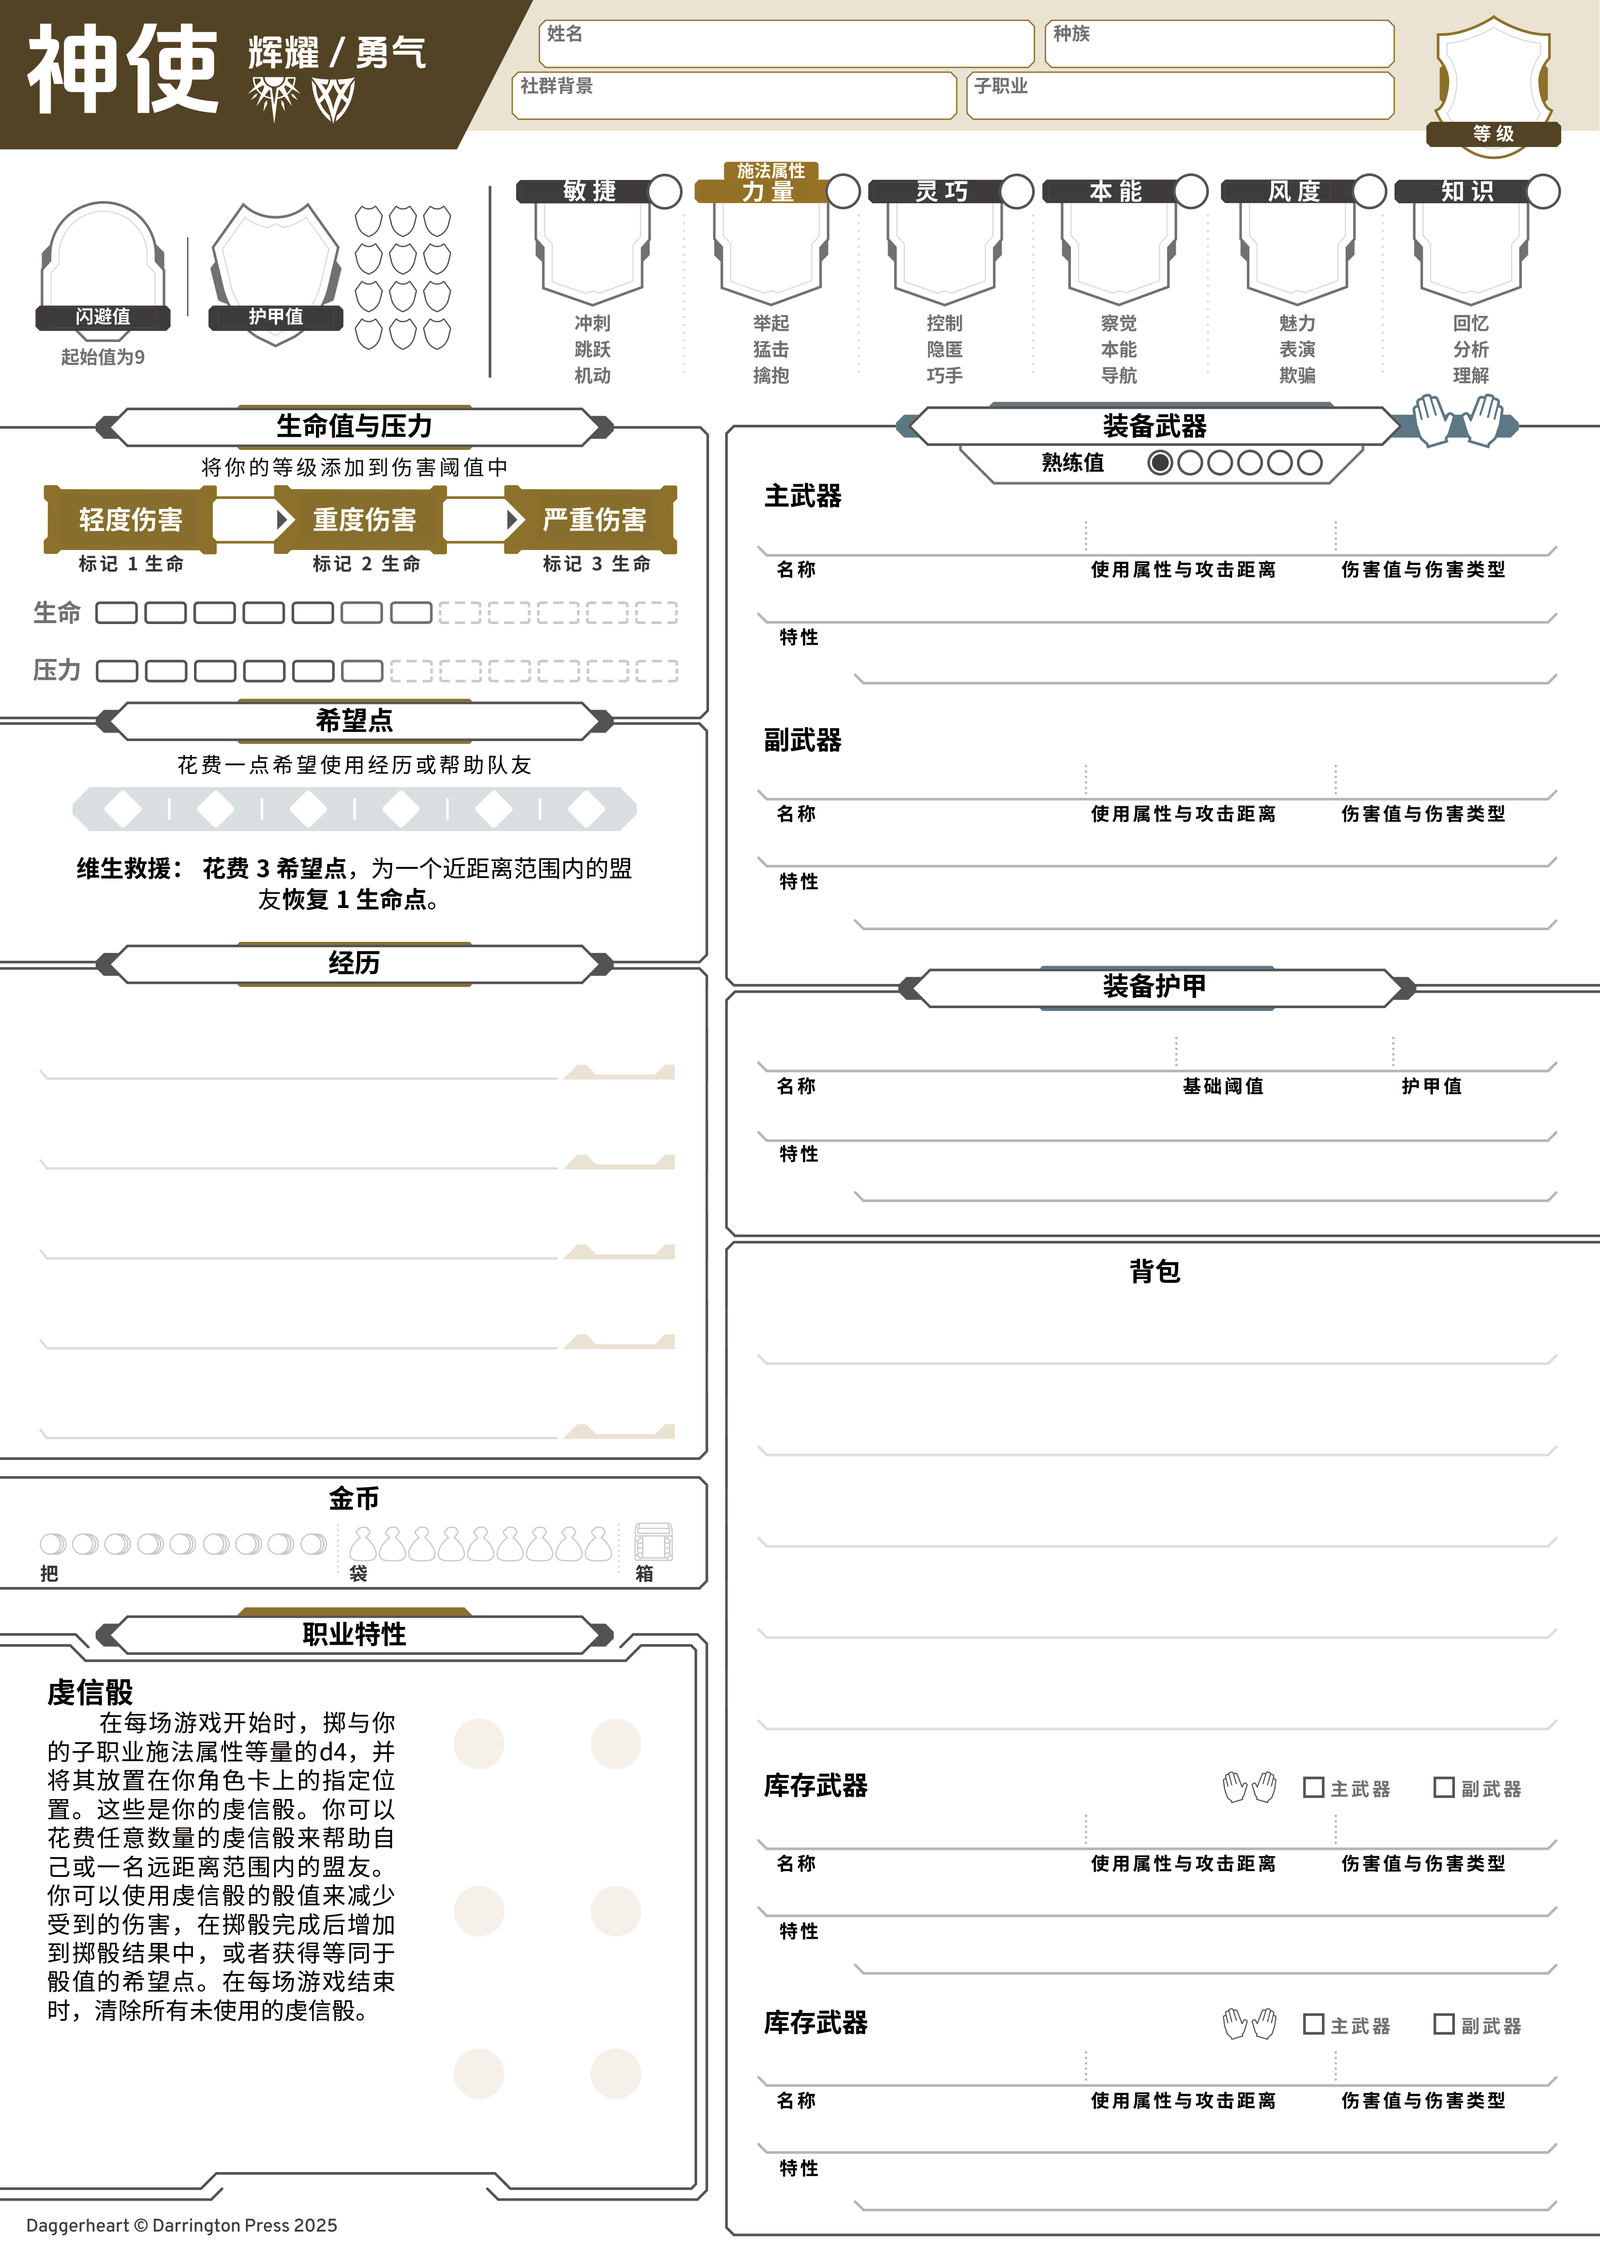 神使
辉耀 / 勇气
姓名
种族
社群背景
子职业
等级
闪避值
起始值为9
护甲值
敏捷
冲刺
跳跃
机动
施法属性
力量
举起
猛击
擒抱
灵巧
控制
隐匿
巧手
本能
察觉
本能
导航
风度
魅力
表演
欺骗
知识
回忆
分析
理解
生命值与压力
将你的等级添加到伤害阈值中
轻度伤害
重度伤害
严重伤害
标记 1 生命
标记 2 生命
标记 3 生命
生命
压力
希望点
花费一点希望使用经历或帮助队友
维生救援： 花费 3 希望点，为一个近距离范围内的盟
友恢复 1 生命点。
经历
金币
把
袋
箱
职业特性
虔信骰
在每场游戏开始时，掷与你
的子职业施法属性等量的d4，并
将其放置在你角色卡上的指定位
置。这些是你的虔信骰。你可以
花费任意数量的虔信骰来帮助自
己或一名远距离范围内的盟友。
你可以使用虔信骰的骰值来减少
受到的伤害，在掷骰完成后增加
到掷骰结果中，或者获得等同于
骰值的希望点。在每场游戏结束
时，清除所有未使用的虔信骰。
Daggerheart © Darrington Press 2025
装备武器
熟练值
主武器
名称
使用属性与攻击距离
伤害值与伤害类型
特性
副武器
名称
使用属性与攻击距离
伤害值与伤害类型
特性
装备护甲
名称
基础阈值
护甲值
特性
背包
库存武器
主武器
副武器
名称
使用属性与攻击距离
伤害值与伤害类型
特性
库存武器
主武器
副武器
名称
使用属性与攻击距离
伤害值与伤害类型
特性